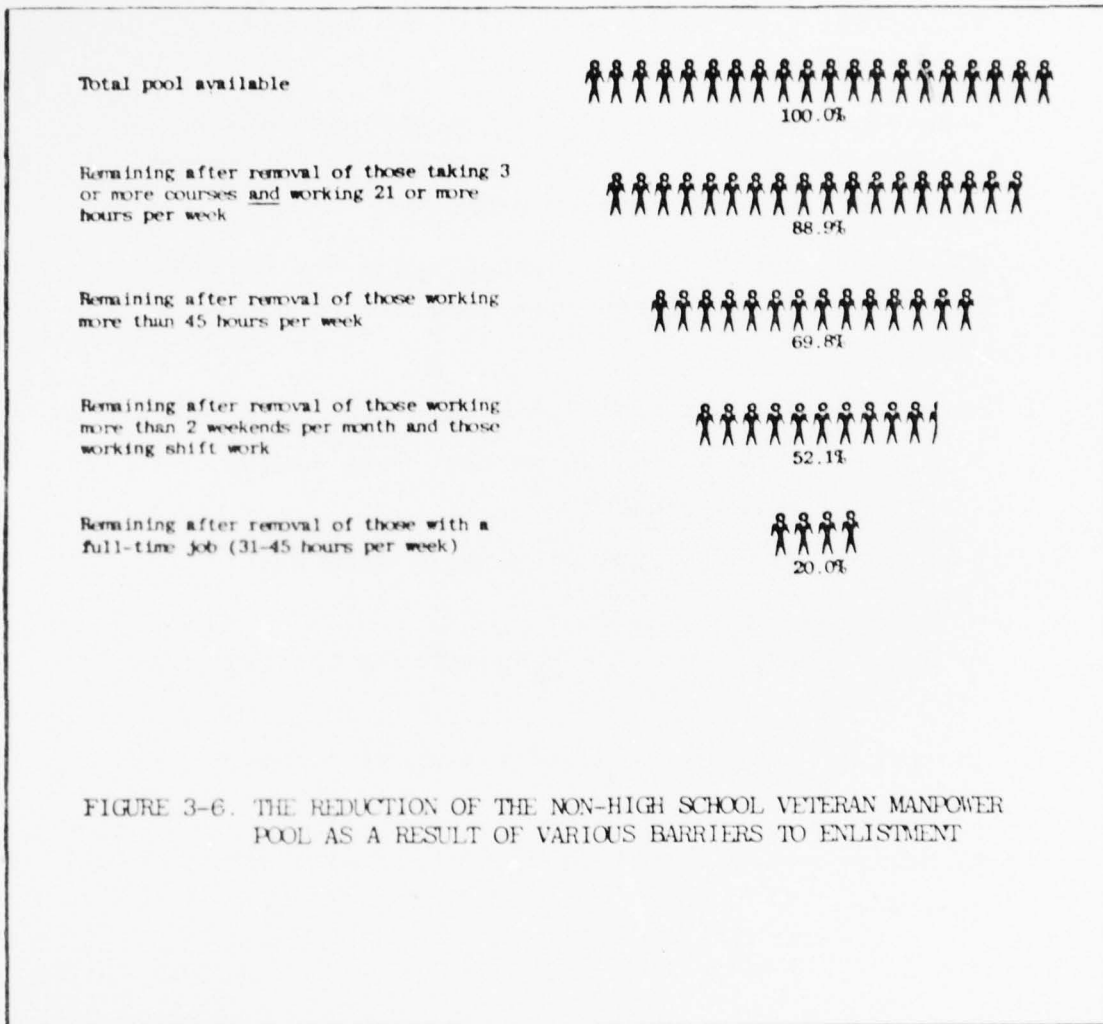 Total pool available
100.0%
Remaining after removal of those taking 3
or more courses and working 21 or more
hours per week
88.9%
Remaining after removal of those working
more than 45 hours per week
69.8%
Remaining after removal of those working
more than 2 weekends per month and those
working shift work
52.1%
Remaining after removal of those with a
full-time job (31-45 hours per week)
20.0%
FIGURE 3-6. THE REDUCTION OF THE NON-HIGH SCHOOL VETERAN MANPOWER
POOL AS A RESULT OF VARIOUS BARRIERS TO ENLISTMENT